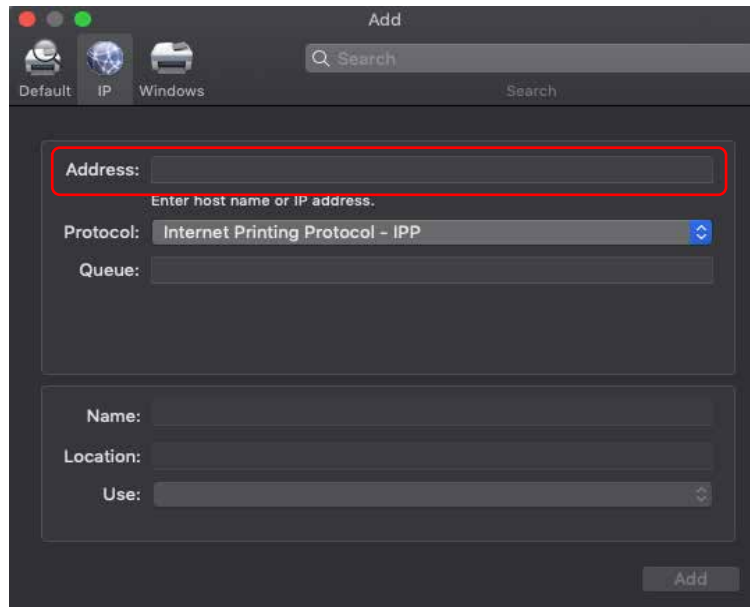 Add
Search
Default IP Windows Search
Address:
Enter host name or IP address.
Protocol: Internet Printing Protocol – IPP
Queue:
Name:
Location:
Use:
Add